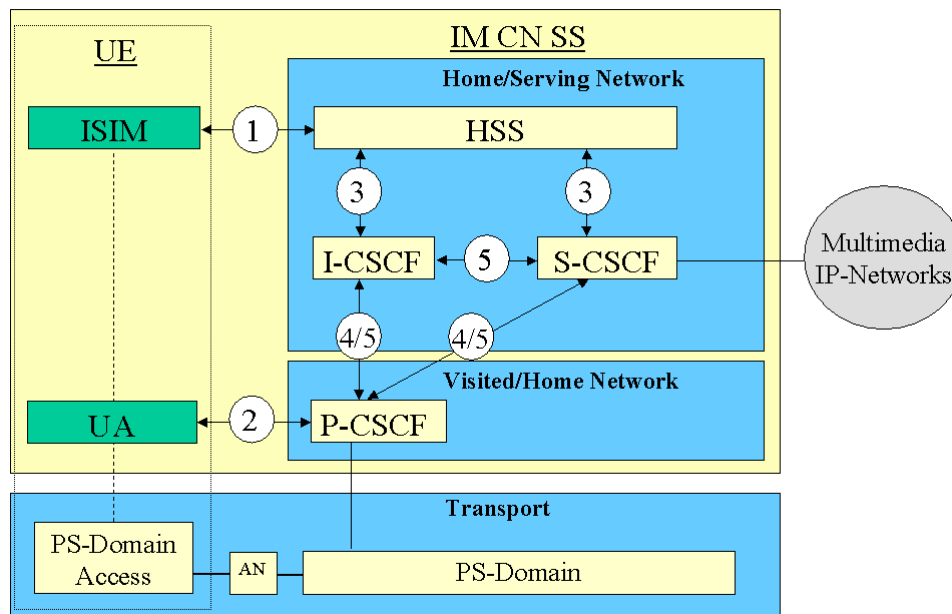 UE
IM CN SS
Home/Serving Network
ISIM
1
HSS
3
3
I-CSCF
5
S-CSCF
Multimedia
IP-Networks
4/5
4/5
Visited/Home Network
UA
2
P-CSCF
Transport
PS-Domain
Access
AN
PS-Domain